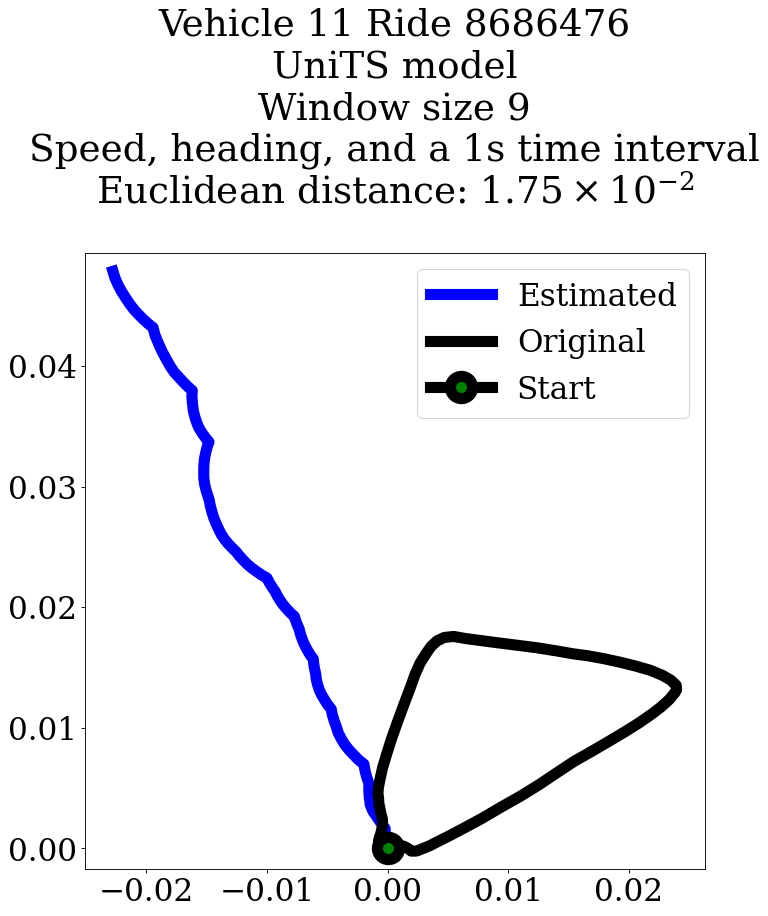 Vehicle 11 Ride 8686476
UniTS model
Window size 9
Speed, heading, and a 1s time interval
Euclidean distance: 1.75 × 10⁻²
Estimated
Original
Start
0.04
0.03
0.02
0.01
0.00
−0.02 −0.01 0.00 0.01 0.02